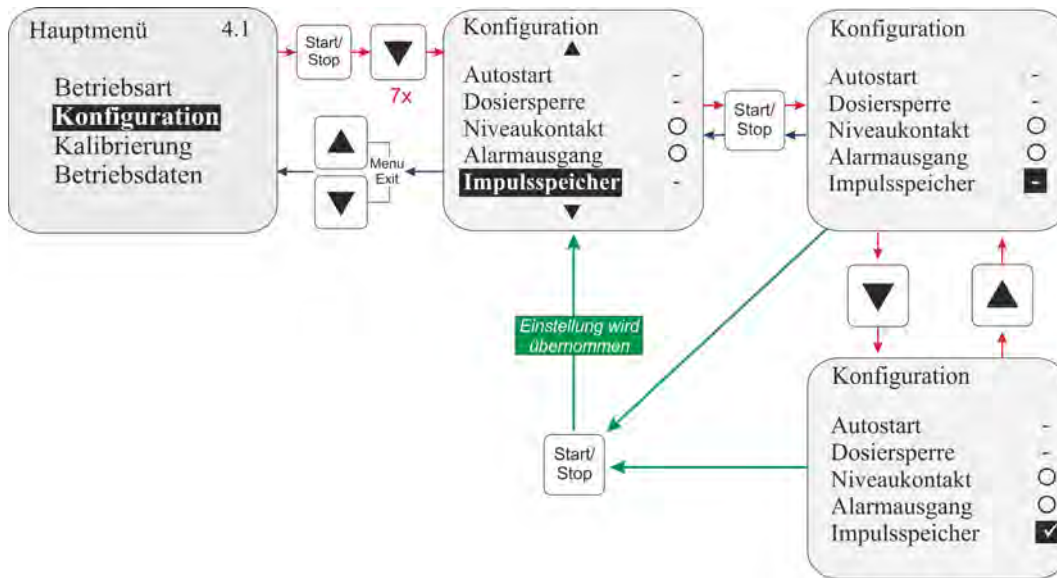 Hauptmenü 4.1
Betriebsart
Konfiguration
Kalibrierung
Betriebsdaten
Start/
Stop
7x
Menu
Exit
Konfiguration
Autostart -
Dosiersperre -
Niveaukontakt
Alarmausgang
Impulsspeicher -
Start/
Stop
Konfiguration
Autostart -
Dosiersperre -
Niveaukontakt
Alarmausgang
Impulsspeicher -
Einstellung wird
übernommen
Start/
Stop
Konfiguration
Autostart -
Dosiersperre -
Niveaukontakt
Alarmausgang
Impulsspeicher ✓